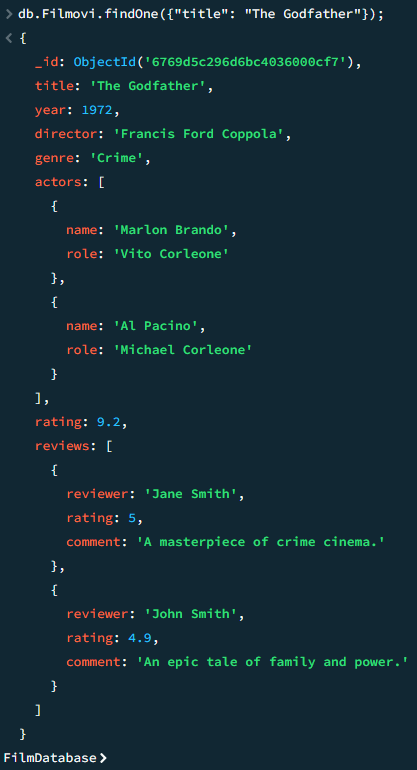 > db.Filmovi.findOne({"title": "The Godfather"});
< {
_id: ObjectId('6769d5c296d6bc4036000cf7'),
title: 'The Godfather',
year: 1972,
director: 'Francis Ford Coppola',
genre: 'Crime',
actors: [
{
name: 'Marlon Brando',
role: 'Vito Corleone'
},
{
name: 'Al Pacino',
role: 'Michael Corleone'
}
],
rating: 9.2,
reviews: [
{
reviewer: 'Jane Smith',
rating: 5,
comment: 'A masterpiece of crime cinema.'
},
{
reviewer: 'John Smith',
rating: 4.9,
comment: 'An epic tale of family and power.'
}
]
}
FilmDatabase>